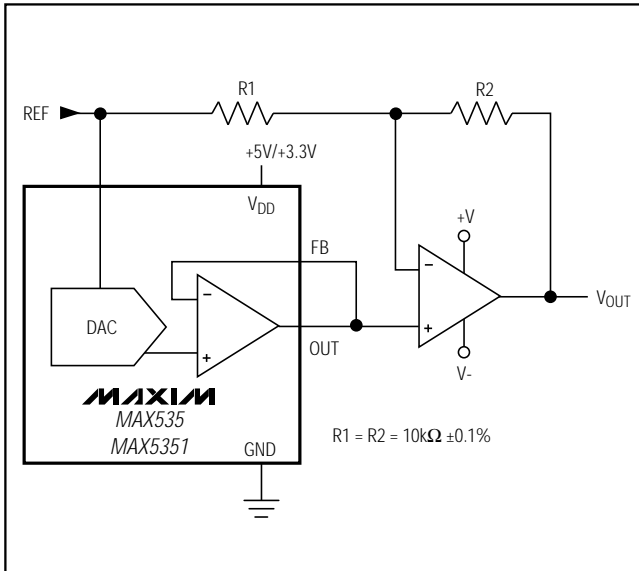 R1
R2
REF
+5V/+3.3V
VDD
+V
FB
−
−
DAC
VOUT
+
+
OUT
V-
MAXIM
MAX535
MAX5351
GND
R1 = R2 = 10kΩ ±0.1%